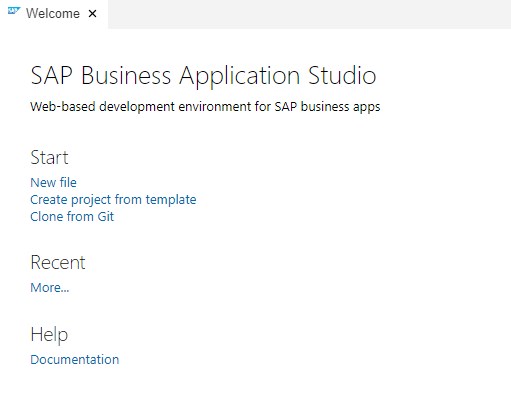 SAP Welcome ×
SAP Business Application Studio
Web-based development environment for SAP business apps
Start
New file
Create project from template
Clone from Git
Recent
More...
Help
Documentation